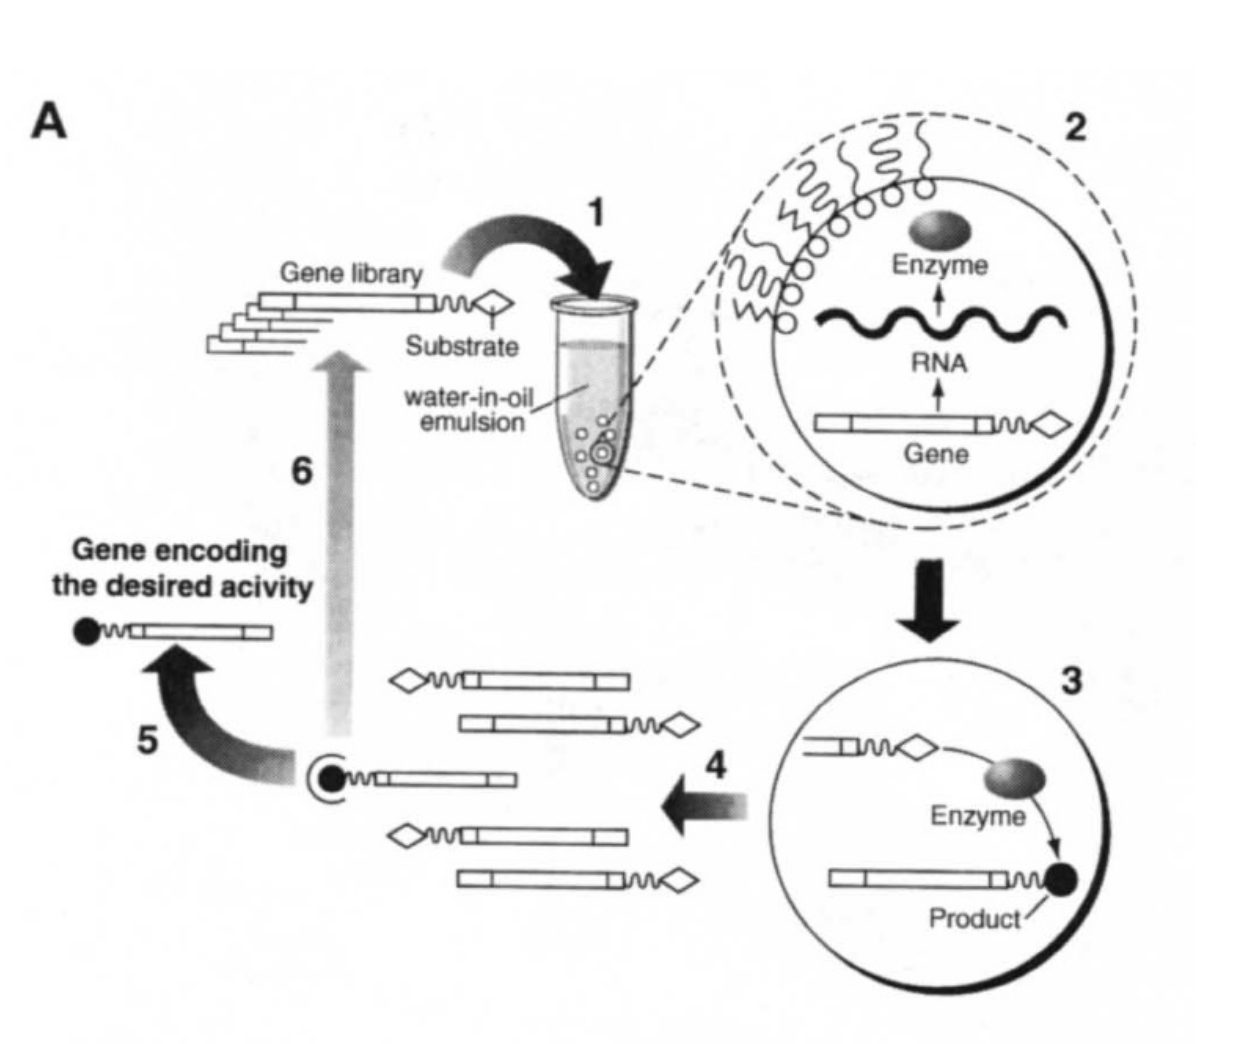 A
1
2
Gene library
Substrate
water-in-oil
emulsion
Enzyme
RNA
Gene
6
Gene encoding
the desired acivity
5
4
3
Enzyme
Product